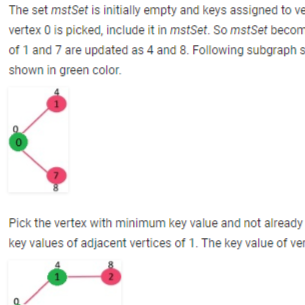 The set mstSet is initially empty and keys assigned to ve
vertex 0 is picked, include it in mstSet. So mstSet becom
of 1 and 7 are updated as 4 and 8. Following subgraph s
shown in green color.
4
1
0
0
7
8
Pick the vertex with minimum key value and not already
key values of adjacent vertices of 1. The key value of ver
4 8
1 2
0